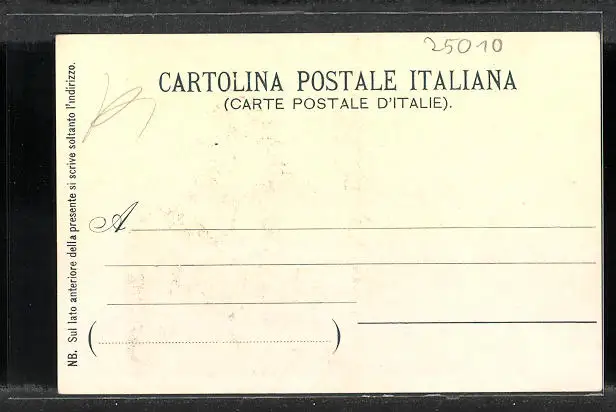 25010
CARTOLINA POSTALE ITALIANA
(CARTE POSTALE D'ITALIE).
A
NB. Sul lato anteriore della presente si scrive soltanto l'indirizzo.